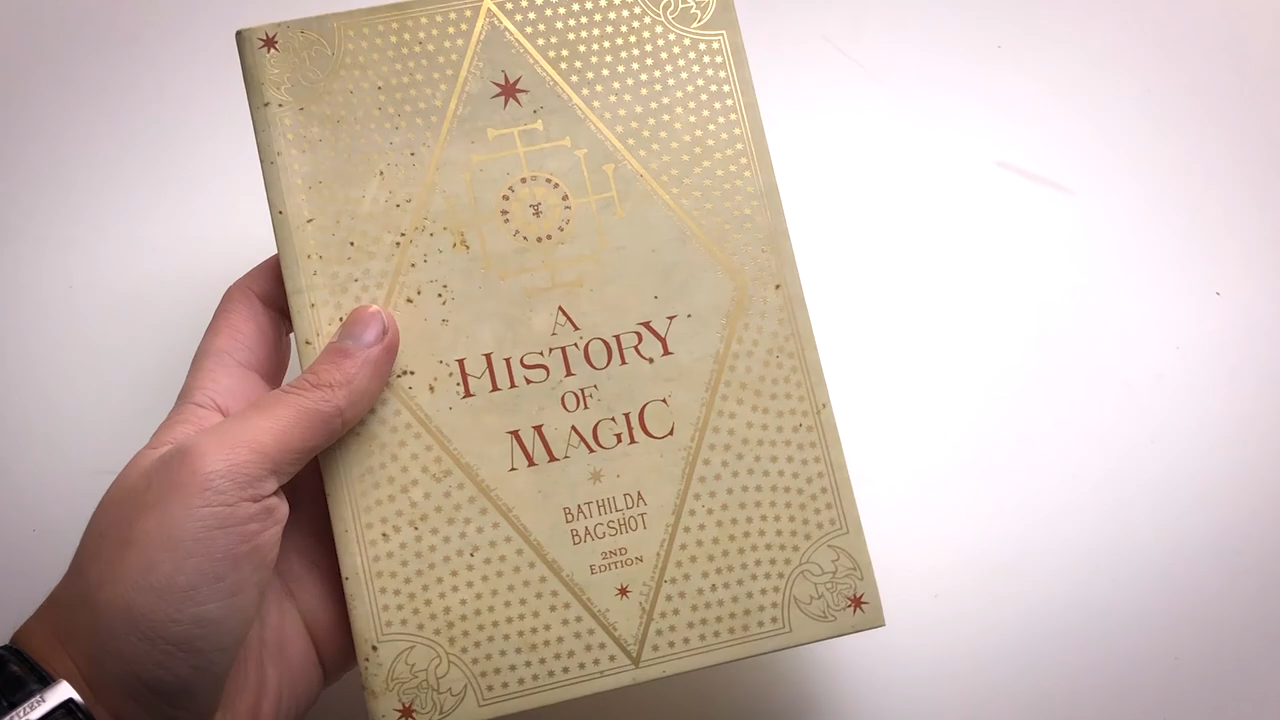 A
HISTORY
OF
MAGIC
BATHILDA
BAGSHOT
2ND
EDITION